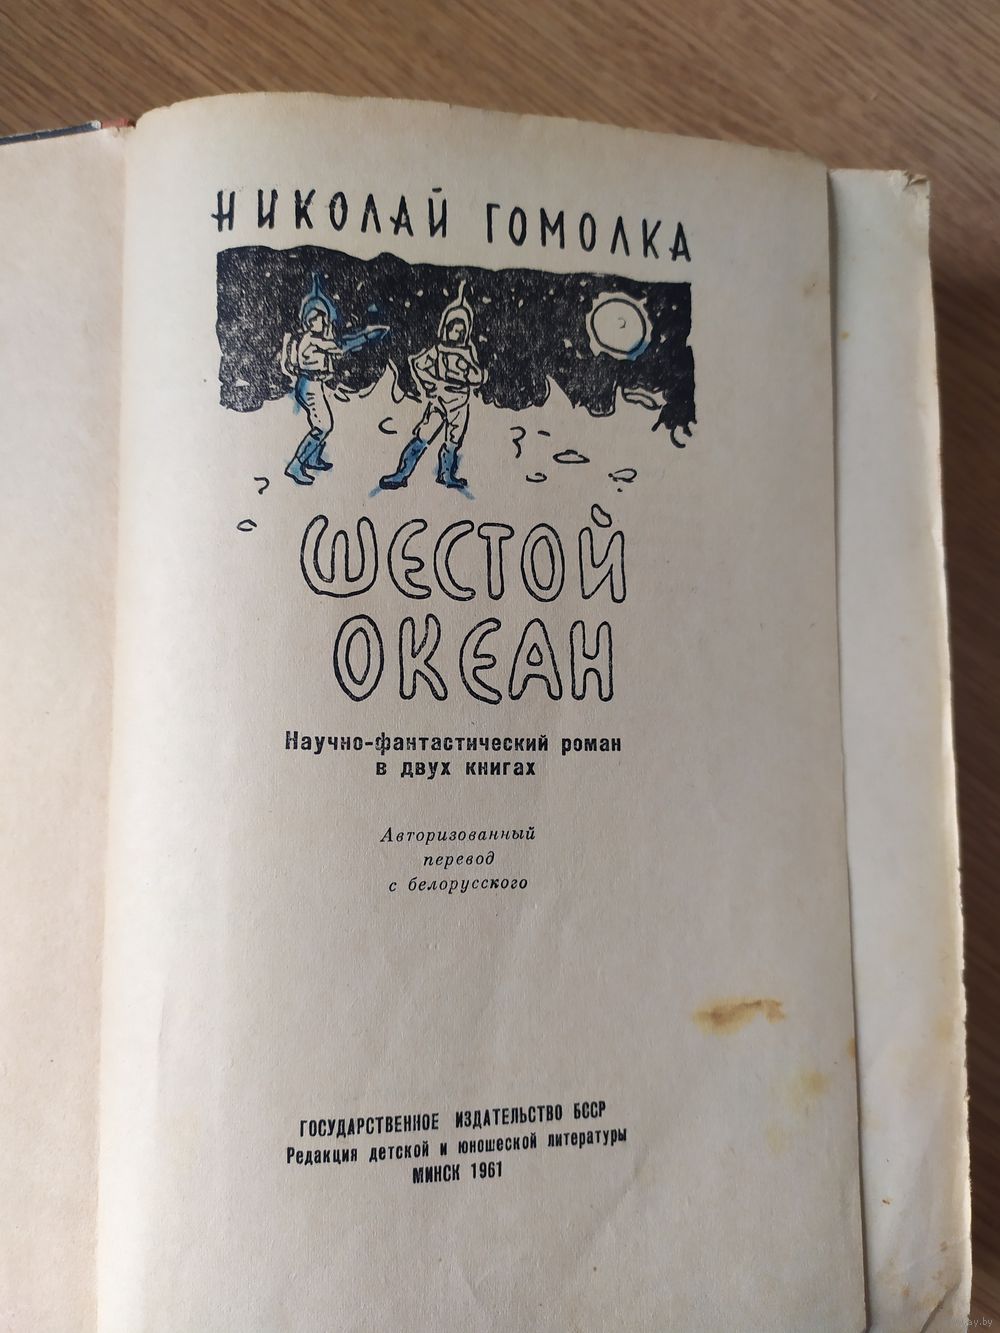 НИКОЛАЙ ГОМОЛКА
ШЕСТОЙ
ОКЕАН
Научно-фантастический роман
в двух книгах
Авторизованный
перевод
с белорусского
ГОСУДАРСТВЕННОЕ ИЗДАТЕЛЬСТВО БССР
Редакция детской и юношеской литературы
МИНСК 1961